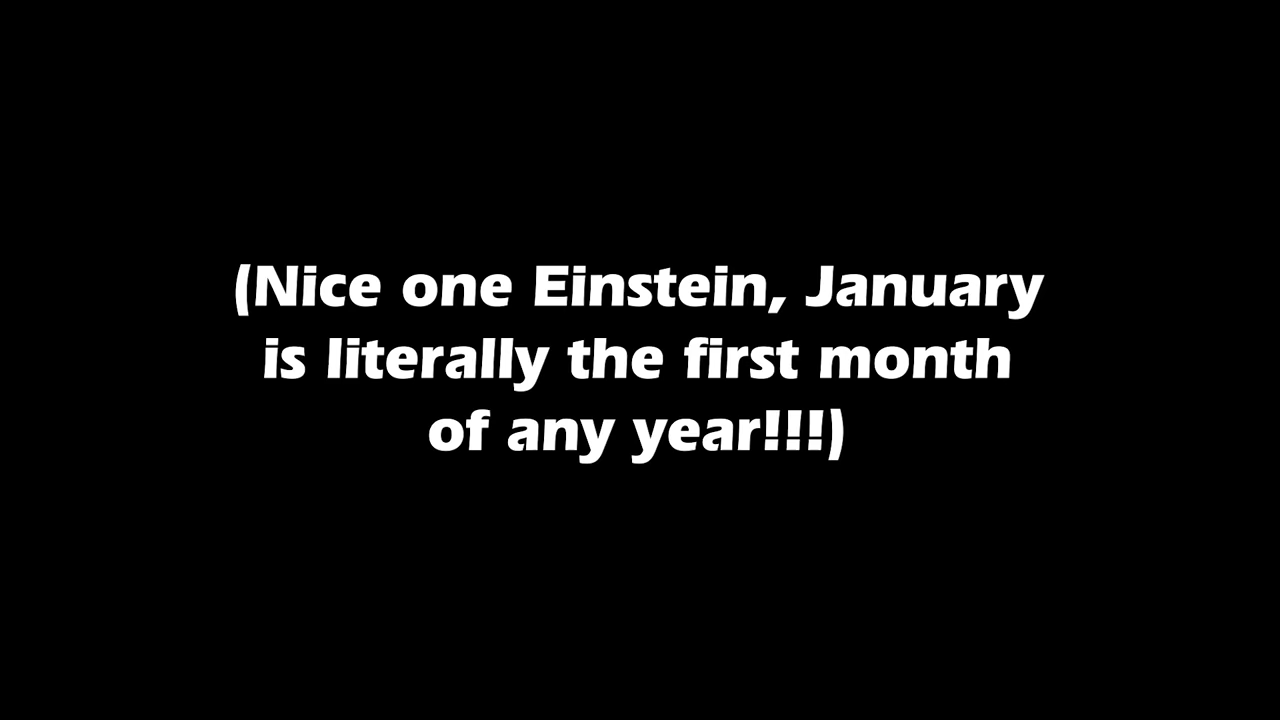 (Nice one Einstein, January
is literally the first month
of any year!!!)